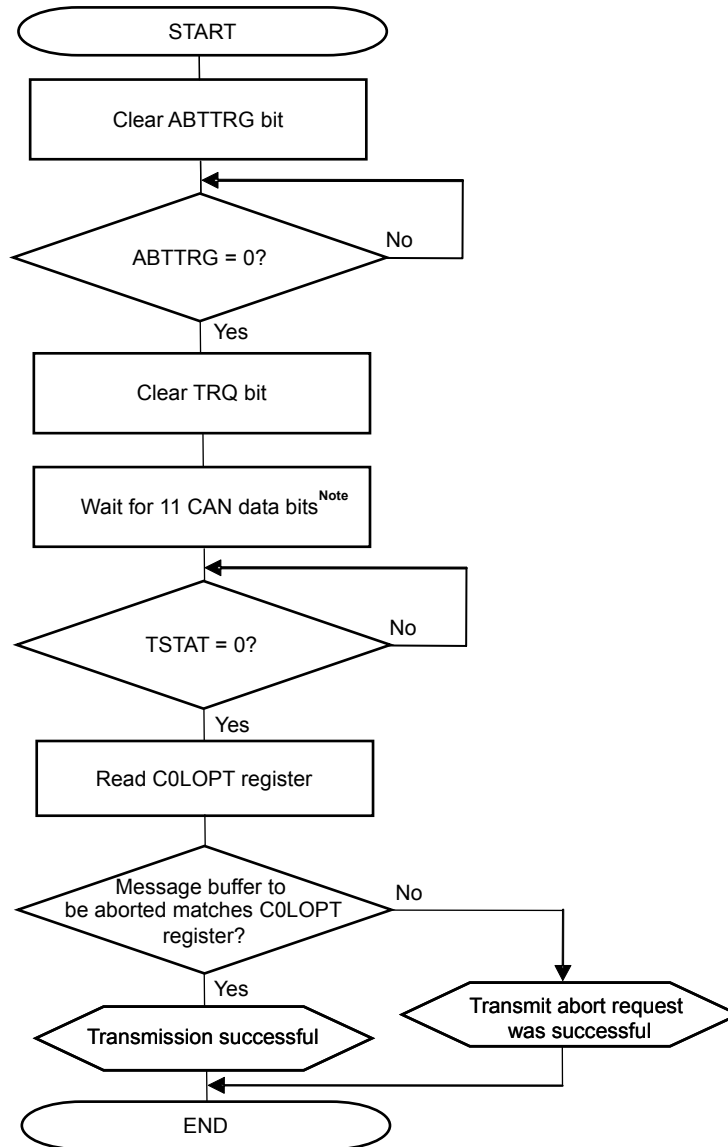 START
Clear ABTTRG bit
ABTTRG = 0?
No
Yes
Clear TRQ bit
Wait for 11 CAN data bits Note
TSTAT = 0?
No
Yes
Read C0LOPT register
Message buffer to
be aborted matches C0LOPT
register?
No
Yes
Transmit abort request
was successful
Transmission successful
END